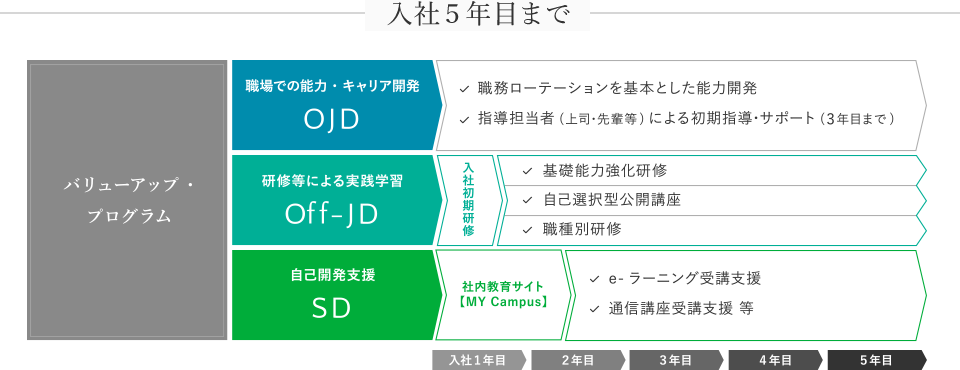 入社5年目まで
バリューアップ・
プログラム
職場での能力・キャリア開発
OJD
✓ 職務ローテーションを基本とした能力開発
✓ 指導担当者（上司・先輩等）による初期指導・サポート（3年目まで）
研修等による実践学習
Off-JD
入社初期研修
✓ 基礎能力強化研修
✓ 自己選択型公開講座
✓ 職種別研修
自己開発支援
SD
社内教育サイト
【MY Campus】
✓ e-ラーニング受講支援
✓ 通信講座受講支援 等
入社1年目
2年目
3年目
4年目
5年目